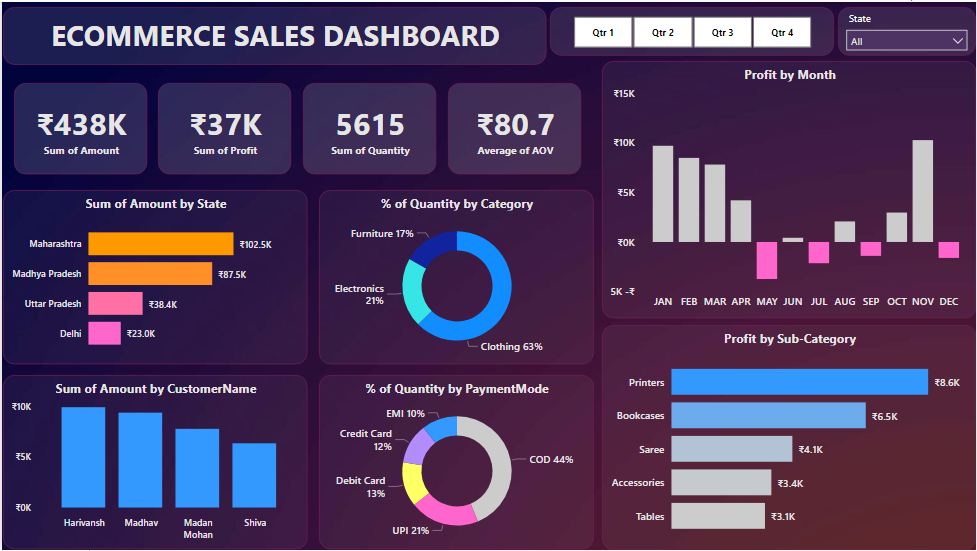 ECOMMERCE SALES DASHBOARD
Qtr 1
Qtr 2
Qtr 3
Qtr 4
State
All
₹438K
Sum of Amount
₹37K
Sum of Profit
5615
Sum of Quantity
₹80.7
Average of AOV
Profit by Month
₹15K
₹10K
₹5K
₹0K
5K -₹
JAN FEB MAR APR MAY JUN JUL AUG SEP OCT NOV DEC
Sum of Amount by State
Maharashtra ₹102.5K
Madhya Pradesh ₹87.5K
Uttar Pradesh ₹38.4K
Delhi ₹23.0K
% of Quantity by Category
Furniture 17%
Electronics
21%
Clothing 63%
Sum of Amount by CustomerName
₹10K
₹5K
₹0K
Harivansh
Madhav
Madan
Mohan
Shiva
% of Quantity by PaymentMode
EMI 10%
Credit Card
12%
Debit Card
13%
UPI 21%
COD 44%
Profit by Sub-Category
Printers ₹8.6K
Bookcases ₹6.5K
Saree ₹4.1K
Accessories ₹3.4K
Tables ₹3.1K